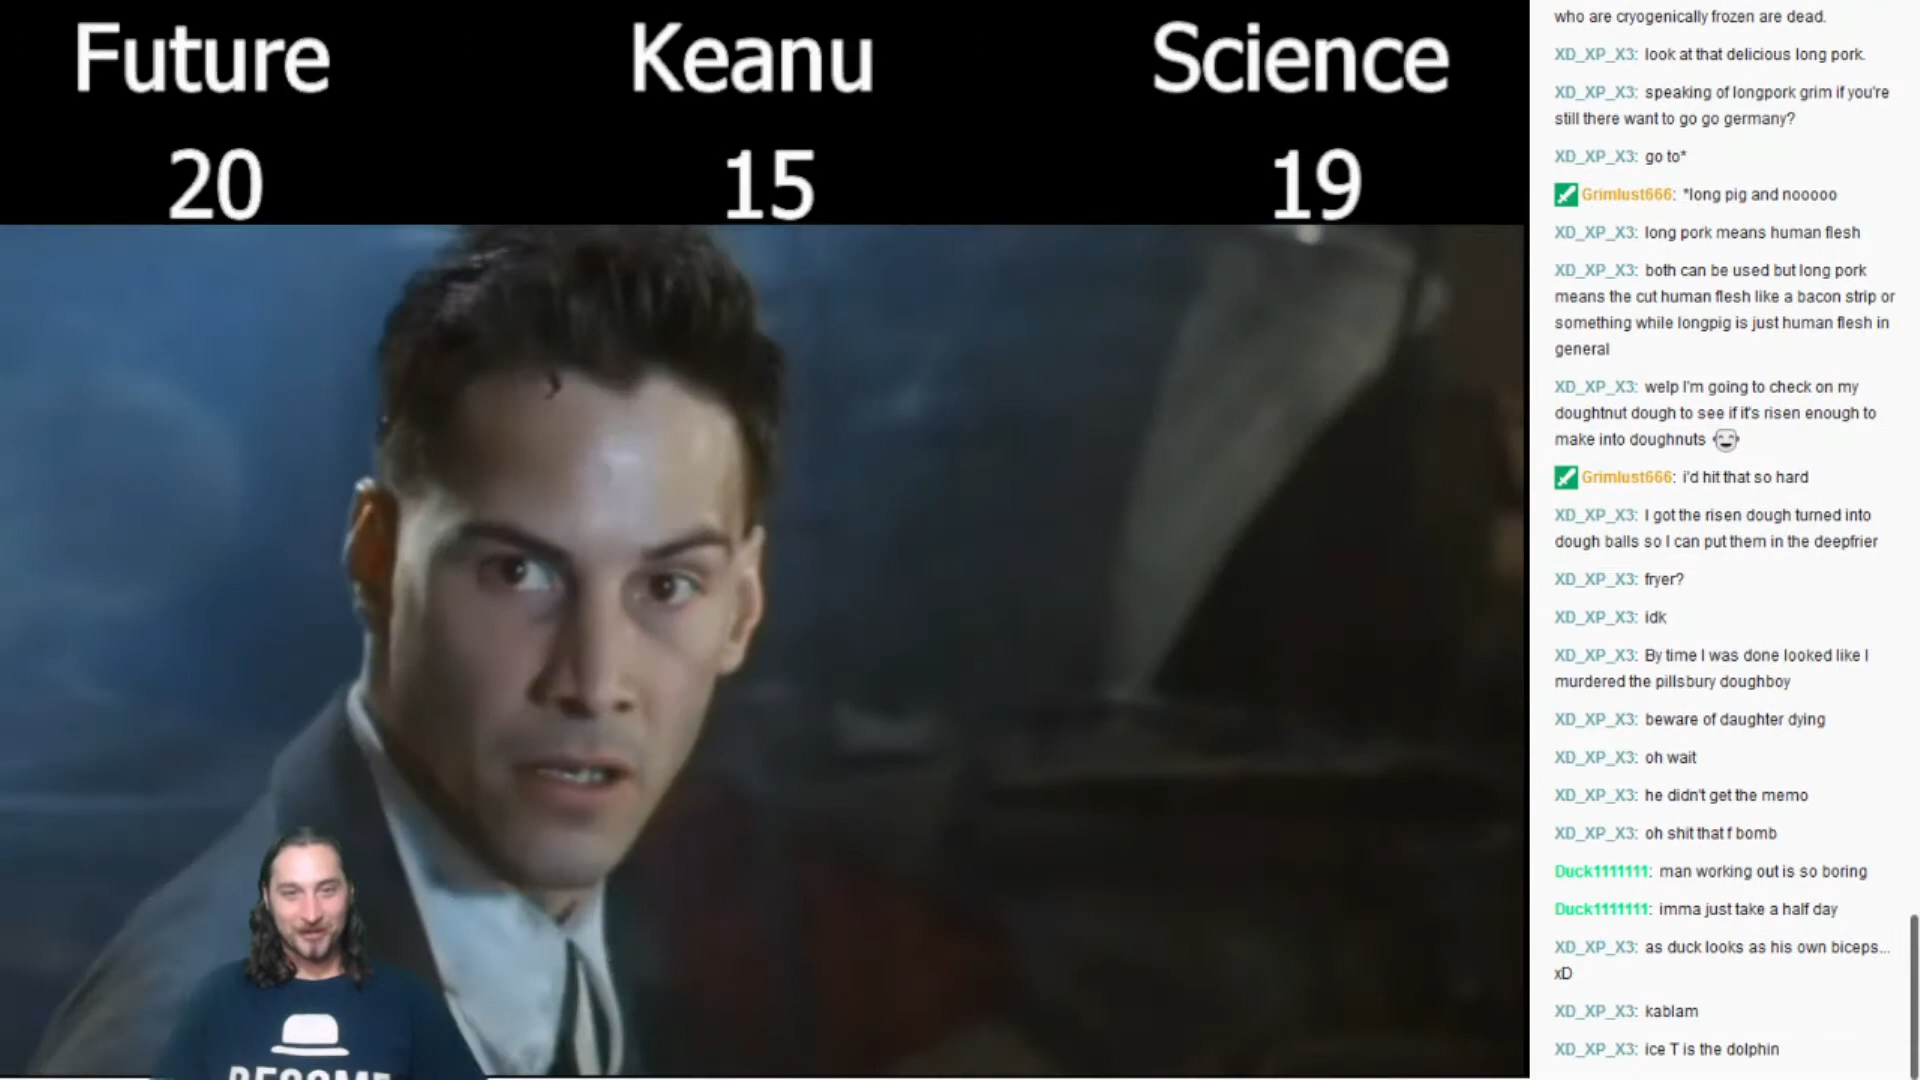 Future
Keanu
Science
20
15
19
BECOME
who are cryogenically frozen are dead.
XD_XP_X3: look at that delicious long pork.
XD_XP_X3: speaking of longpork grim if you're
still there want to go go germany?
XD_XP_X3: go to*
Grimlust666: *long pig and nooooo
XD_XP_X3: long pork means human flesh
XD_XP_X3: both can be used but long pork
means the cut human flesh like a bacon strip or
something while longpig is just human flesh in
general
XD_XP_X3: welp I'm going to check on my
doughtnut dough to see if it's risen enough to
make into doughnuts
Grimlust666: i'd hit that so hard
XD_XP_X3: I got the risen dough turned into
dough balls so I can put them in the deepfrier
XD_XP_X3: fryer?
XD_XP_X3: idk
XD_XP_X3: By time I was done looked like I
murdered the pillsbury doughboy
XD_XP_X3: beware of daughter dying
XD_XP_X3: oh wait
XD_XP_X3: he didn't get the memo
XD_XP_X3: oh shit that f bomb
Duck1111111: man working out is so boring
Duck1111111: imma just take a half day
XD_XP_X3: as duck looks as his own biceps...
xD
XD_XP_X3: kablam
XD_XP_X3: ice T is the dolphin